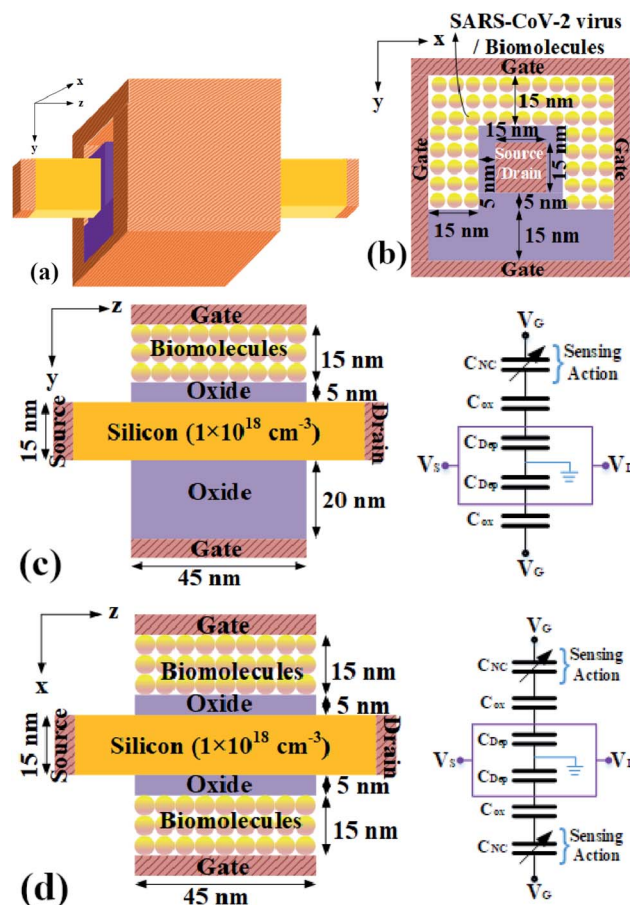 x
z
y
(a)
SARS-CoV-2 virus
/ Biomolecules
x
y
Gate
15 nm
15 nm
Gate
Source
/Drain
15 nm
Gate
5 nm
5 nm
15 nm
15 nm
Gate
(b)
z
y
Gate
Biomolecules
15 nm
Oxide
5 nm
15 nm
Source
Silicon (1×10¹⁸ cm⁻³)
Drain
Oxide
20 nm
Gate
45 nm
(c)
V_G
C_NC
Sensing
Action
C_ox
C_Dep
V_S
C_Dep
C_ox
V_G
z
x
Gate
Biomolecules
15 nm
5 nm
15 nm
Source
Silicon (1×10¹⁸ cm⁻³)
Drain
5 nm
Biomolecules
15 nm
Gate
45 nm
(d)
V_G
C_NC
Sensing
Action
C_ox
C_Dep
V_S
C_Dep
C_ox
C_NC
Sensing
Action
V_G